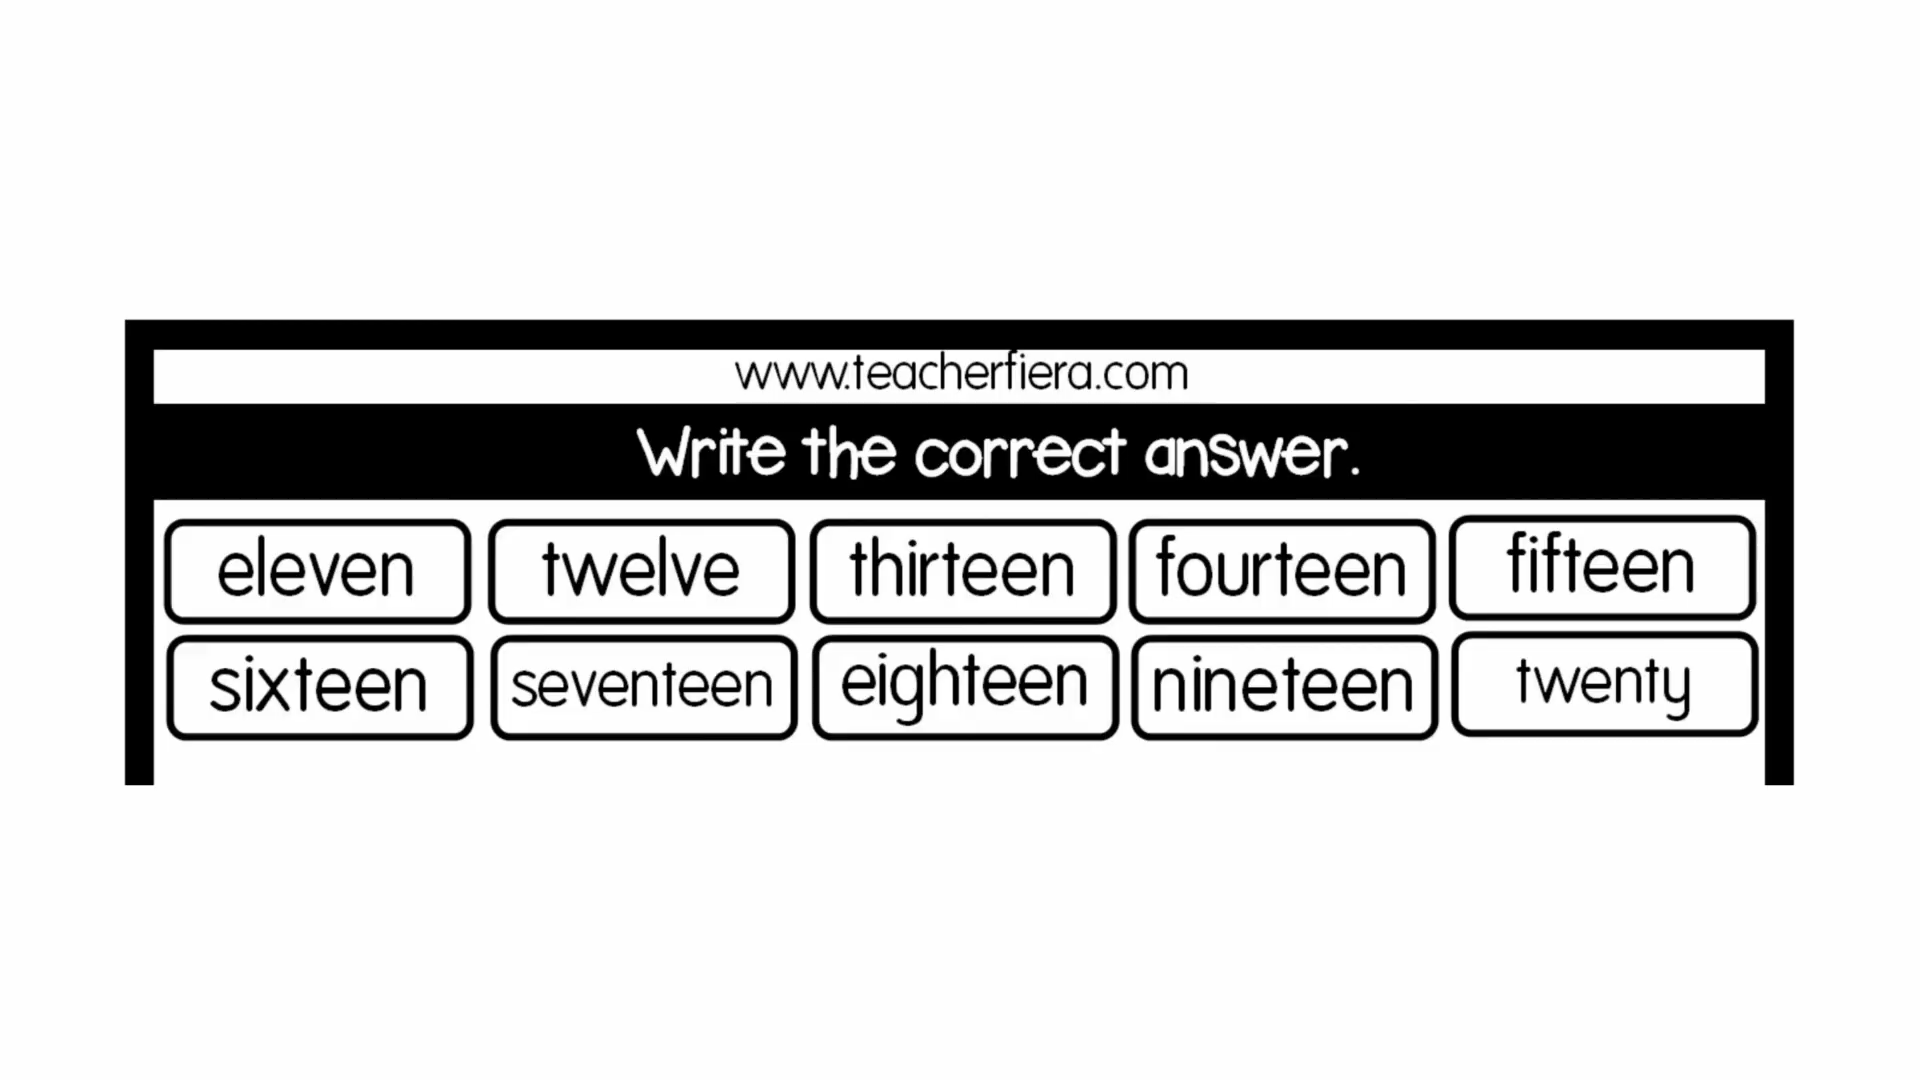 www.teacherfiera.com
Write the correct answer.
eleven twelve thirteen fourteen fifteen
sixteen seventeen eighteen nineteen twenty